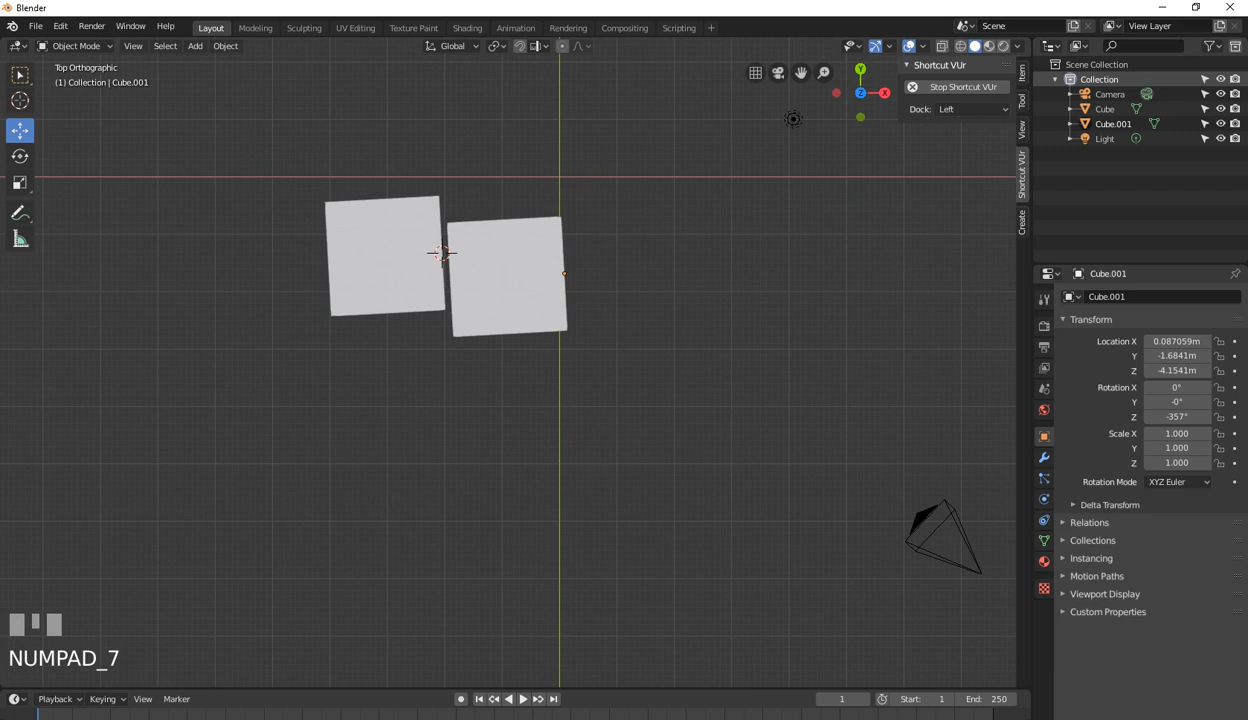 Blender
File Edit Render Window Help Layout Modeling Sculpting UV Editing Texture Paint Shading Animation Rendering Compositing Scripting + Scene View Layer
Object Mode View Select Add Object Global
Top Orthographic
(1) Collection | Cube.001
Y
X
Z
Shortcut VUr
Stop Shortcut VUr
Dock: Left
Item
Tool
View
Shortcut VUr
Create
Scene Collection
Collection
Camera
Cube
Cube.001
Light
Cube.001
Cube.001
Transform
Location X 0.087059m
Y -1.6841m
Z -4.1541m
Rotation X 0°
Y -0°
Z -357°
Scale X 1.000
Y 1.000
Z 1.000
Rotation Mode XYZ Euler
Delta Transform
Relations
Collections
Instancing
Motion Paths
Viewport Display
Custom Properties
NUMPAD_7
Playback Keying View Marker 1 Start: 1 End: 250